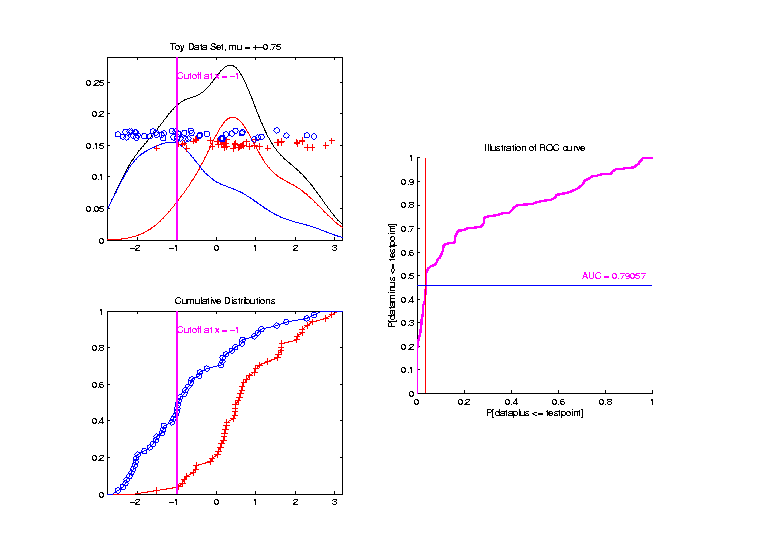 Toy Data Set, mu = +-0.75
Cutoff at x = -1
0.25
0.2
0.15
0.1
0.05
0
-2 -1 0 1 2 3
Cumulative Distributions
Cutoff at x = -1
1
0.8
0.6
0.4
0.2
0
-2 -1 0 1 2 3
Illustration of ROC curve
1
0.9
0.8
0.7
0.6
0.5
0.4
0.3
0.2
0.1
0
P[dataminus <= testpoint]
AUC = 0.79057
0 0.2 0.4 0.6 0.8 1
P[dataplus <= testpoint]